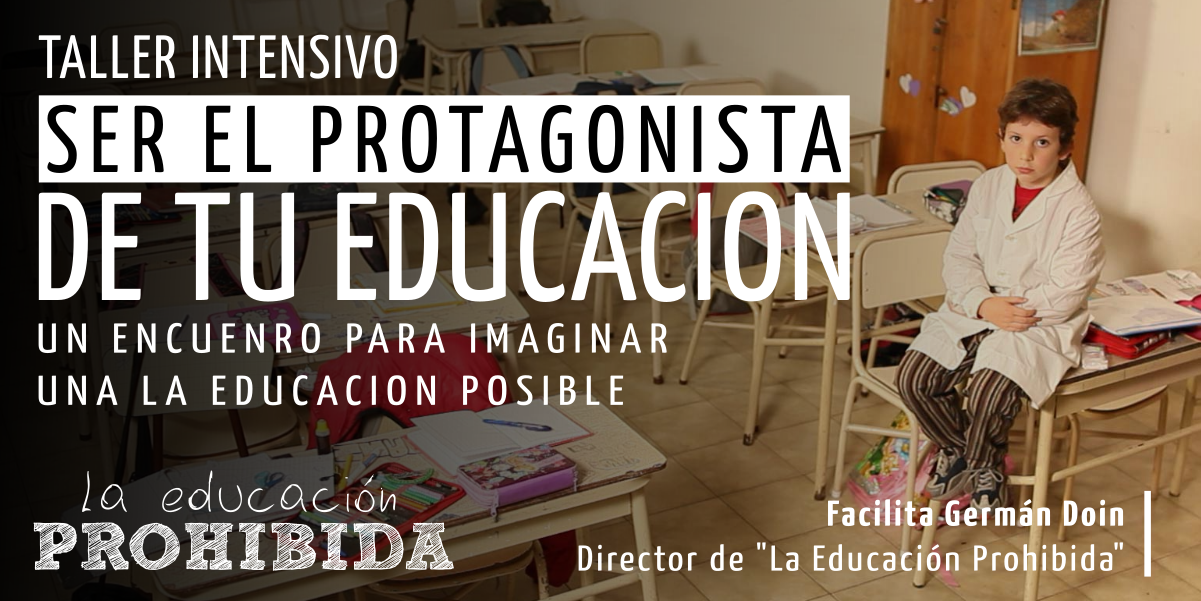 TALLER INTENSIVO
SER EL PROTAGONISTA
DE TU EDUCACION
UN ENCUENRO PARA IMAGINAR
UNA LA EDUCACION POSIBLE
La educación
PROHIBIDA
Facilita Germán Doin
Director de "La Educación Prohibida"